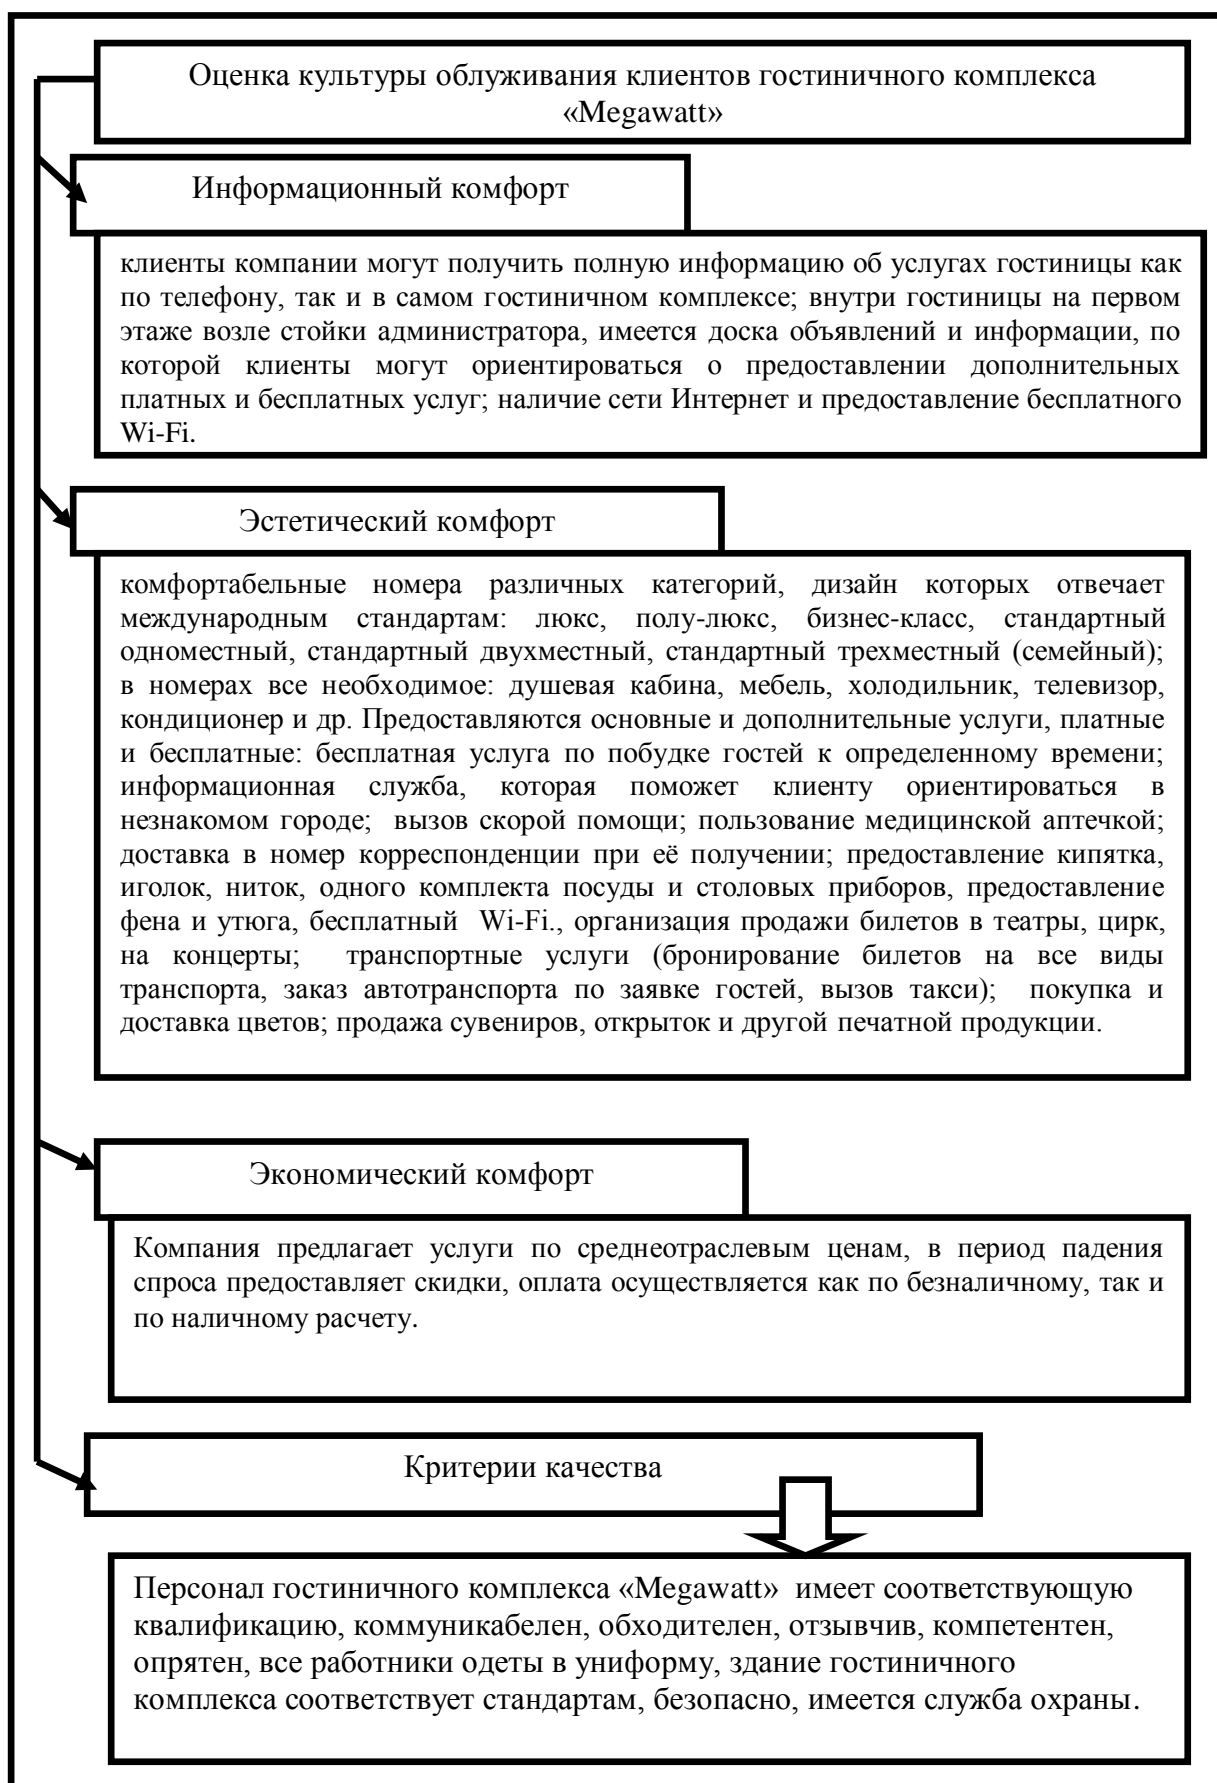 Оценка культуры облуживания клиентов гостиничного комплекса
«Megawatt»
Информационный комфорт
клиенты компании могут получить полную информацию об услугах гостиницы как
по телефону, так и в самом гостиничном комплексе; внутри гостиницы на первом
этаже возле стойки администратора, имеется доска объявлений и информации, по
которой клиенты могут ориентироваться о предоставлении дополнительных
платных и бесплатных услуг; наличие сети Интернет и предоставление бесплатного
Wi-Fi.
Эстетический комфорт
комфортабельные номера различных категорий, дизайн которых отвечает
международным стандартам: люкс, полу-люкс, бизнес-класс, стандартный
одноместный, стандартный двухместный, стандартный трехместный (семейный);
в номерах все необходимое: душевая кабина, мебель, холодильник, телевизор,
кондиционер и др. Предоставляются основные и дополнительные услуги, платные
и бесплатные: бесплатная услуга по побудке гостей к определенному времени;
информационная служба, которая поможет клиенту ориентироваться в
незнакомом городе; вызов скорой помощи; пользование медицинской аптечкой;
доставка в номер корреспонденции при её получении; предоставление кипятка,
иголок, ниток, одного комплекта посуды и столовых приборов, предоставление
фена и утюга, бесплатный Wi-Fi., организация продажи билетов в театры, цирк,
на концерты; транспортные услуги (бронирование билетов на все виды
транспорта, заказ автотранспорта по заявке гостей, вызов такси); покупка и
доставка цветов; продажа сувениров, открыток и другой печатной продукции.
Экономический комфорт
Компания предлагает услуги по среднеотраслевым ценам, в период падения
спроса предоставляет скидки, оплата осуществляется как по безналичному, так и
по наличному расчету.
Критерии качества
Персонал гостиничного комплекса «Megawatt» имеет соответствующую
квалификацию, коммуникабелен, обходителен, отзывчив, компетентен,
опрятен, все работники одеты в униформу, здание гостиничного
комплекса соответствует стандартам, безопасно, имеется служба охраны.